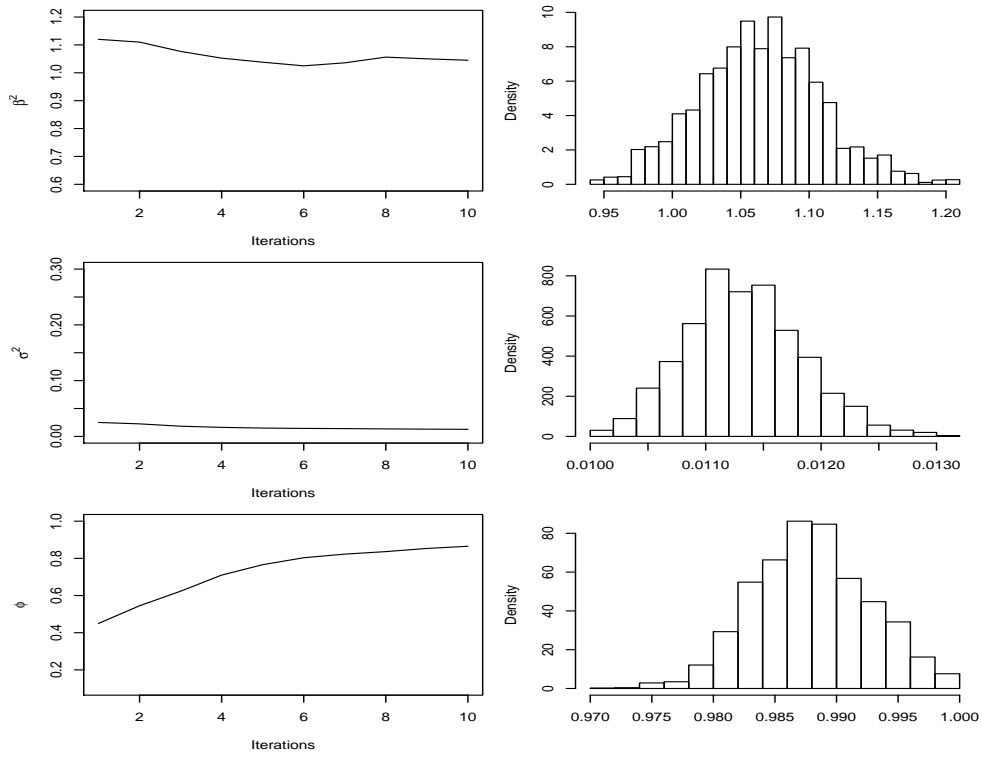 β²
0.6 0.7 0.8 0.9 1.0 1.1 1.2
2 4 6 8 10
Iterations
Density
0 2 4 6 8 10
0.95 1.00 1.05 1.10 1.15 1.20
σ²
0.00 0.10 0.20 0.30
2 4 6 8 10
Iterations
Density
0 200 400 600 800
0.0100 0.0110 0.0120 0.0130
ϕ
0.2 0.4 0.6 0.8 1.0
2 4 6 8 10
Iterations
Density
0 20 40 60 80
0.970 0.975 0.980 0.985 0.990 0.995 1.000